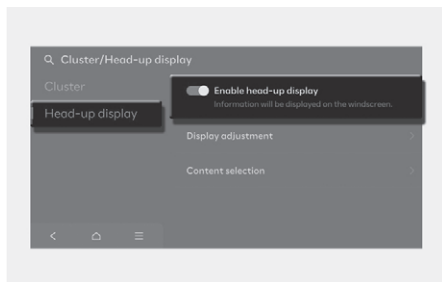 Cluster/Head-up display
Cluster
Head-up display
Enable head-up display
Information will be displayed on the windscreen.
Display adjustment
Content selection